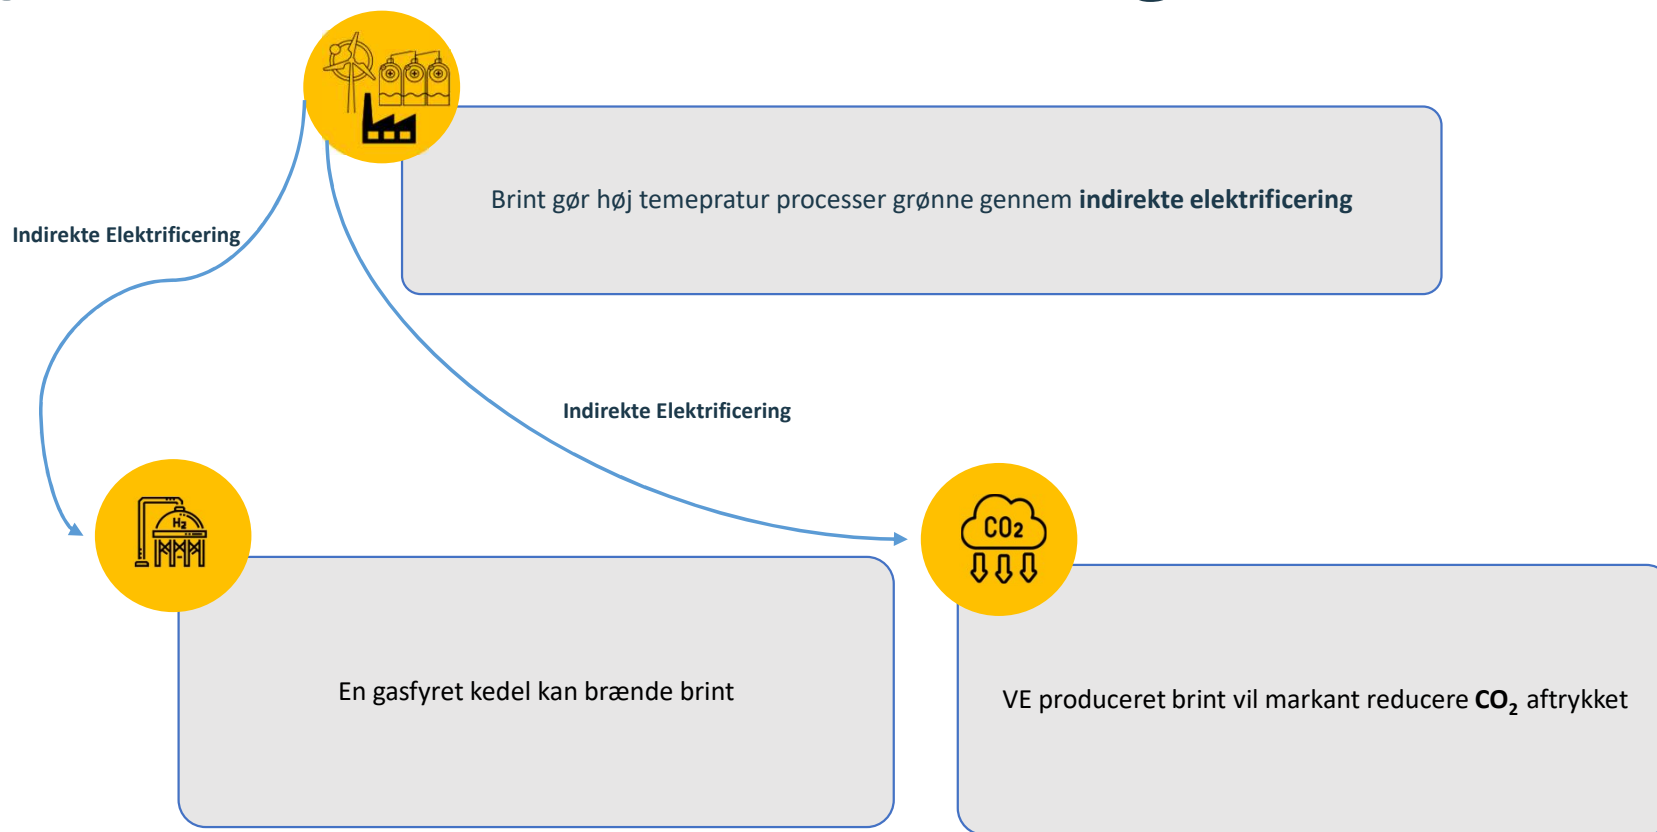 Brint gør høj temepratur processer grønne gennem indirekte elektrificering
Indirekte Elektrificering
Indirekte Elektrificering
H2
CO2
En gasfyret kedel kan brænde brint
VE produceret brint vil markant reducere CO₂ aftrykket